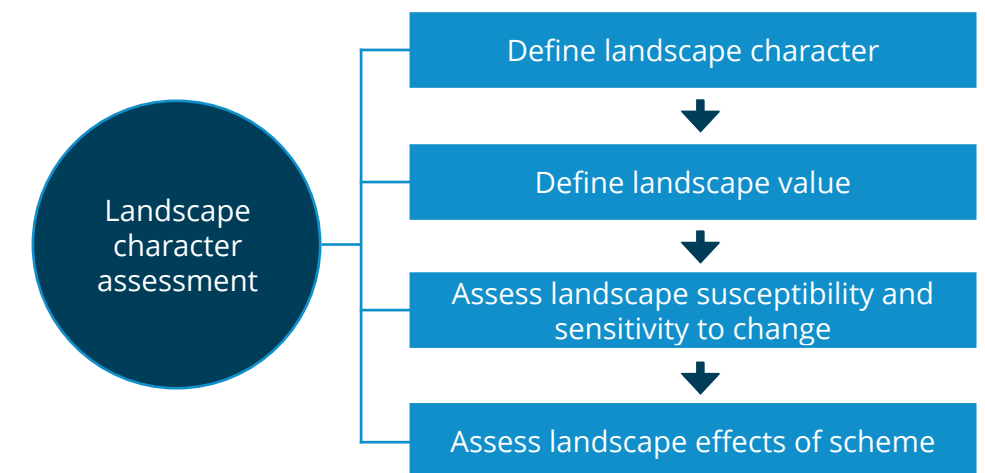 Landscape
character
assessment
Define landscape character
Define landscape value
Assess landscape susceptibility and
sensitivity to change
Assess landscape effects of scheme